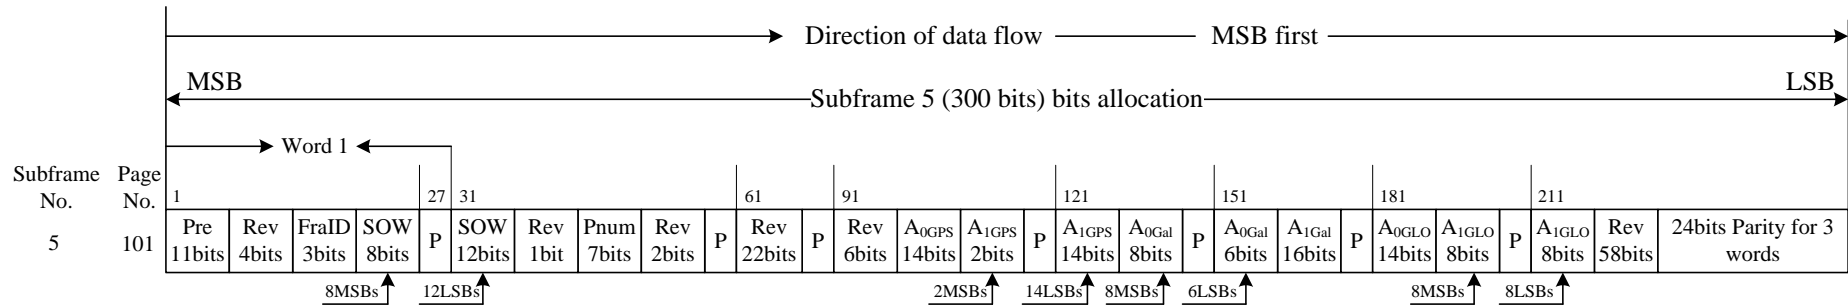 Direction of data flow MSB first
MSB LSB
Subframe 5 (300 bits) bits allocation
Word 1
Subframe Page
No. No. 1 27 31 61 91 121 151 181 211
Pre Rev FraID SOW P SOW Rev Pnum Rev P Rev P Rev A0GPS A1GPS P A1GPS A0Gal P A0Gal A1Gal P A0GLO A1GLO P A1GLO Rev 24bits Parity for 3
5 101 11bits 4bits 3bits 8bits 12bits 1bit 7bits 2bits 22bits 6bits 14bits 2bits 14bits 8bits 6bits 16bits 14bits 8bits 8bits 58bits words
8MSBs 12LSBs 2MSBs 14LSBs 8MSBs 6LSBs 8MSBs 8LSBs